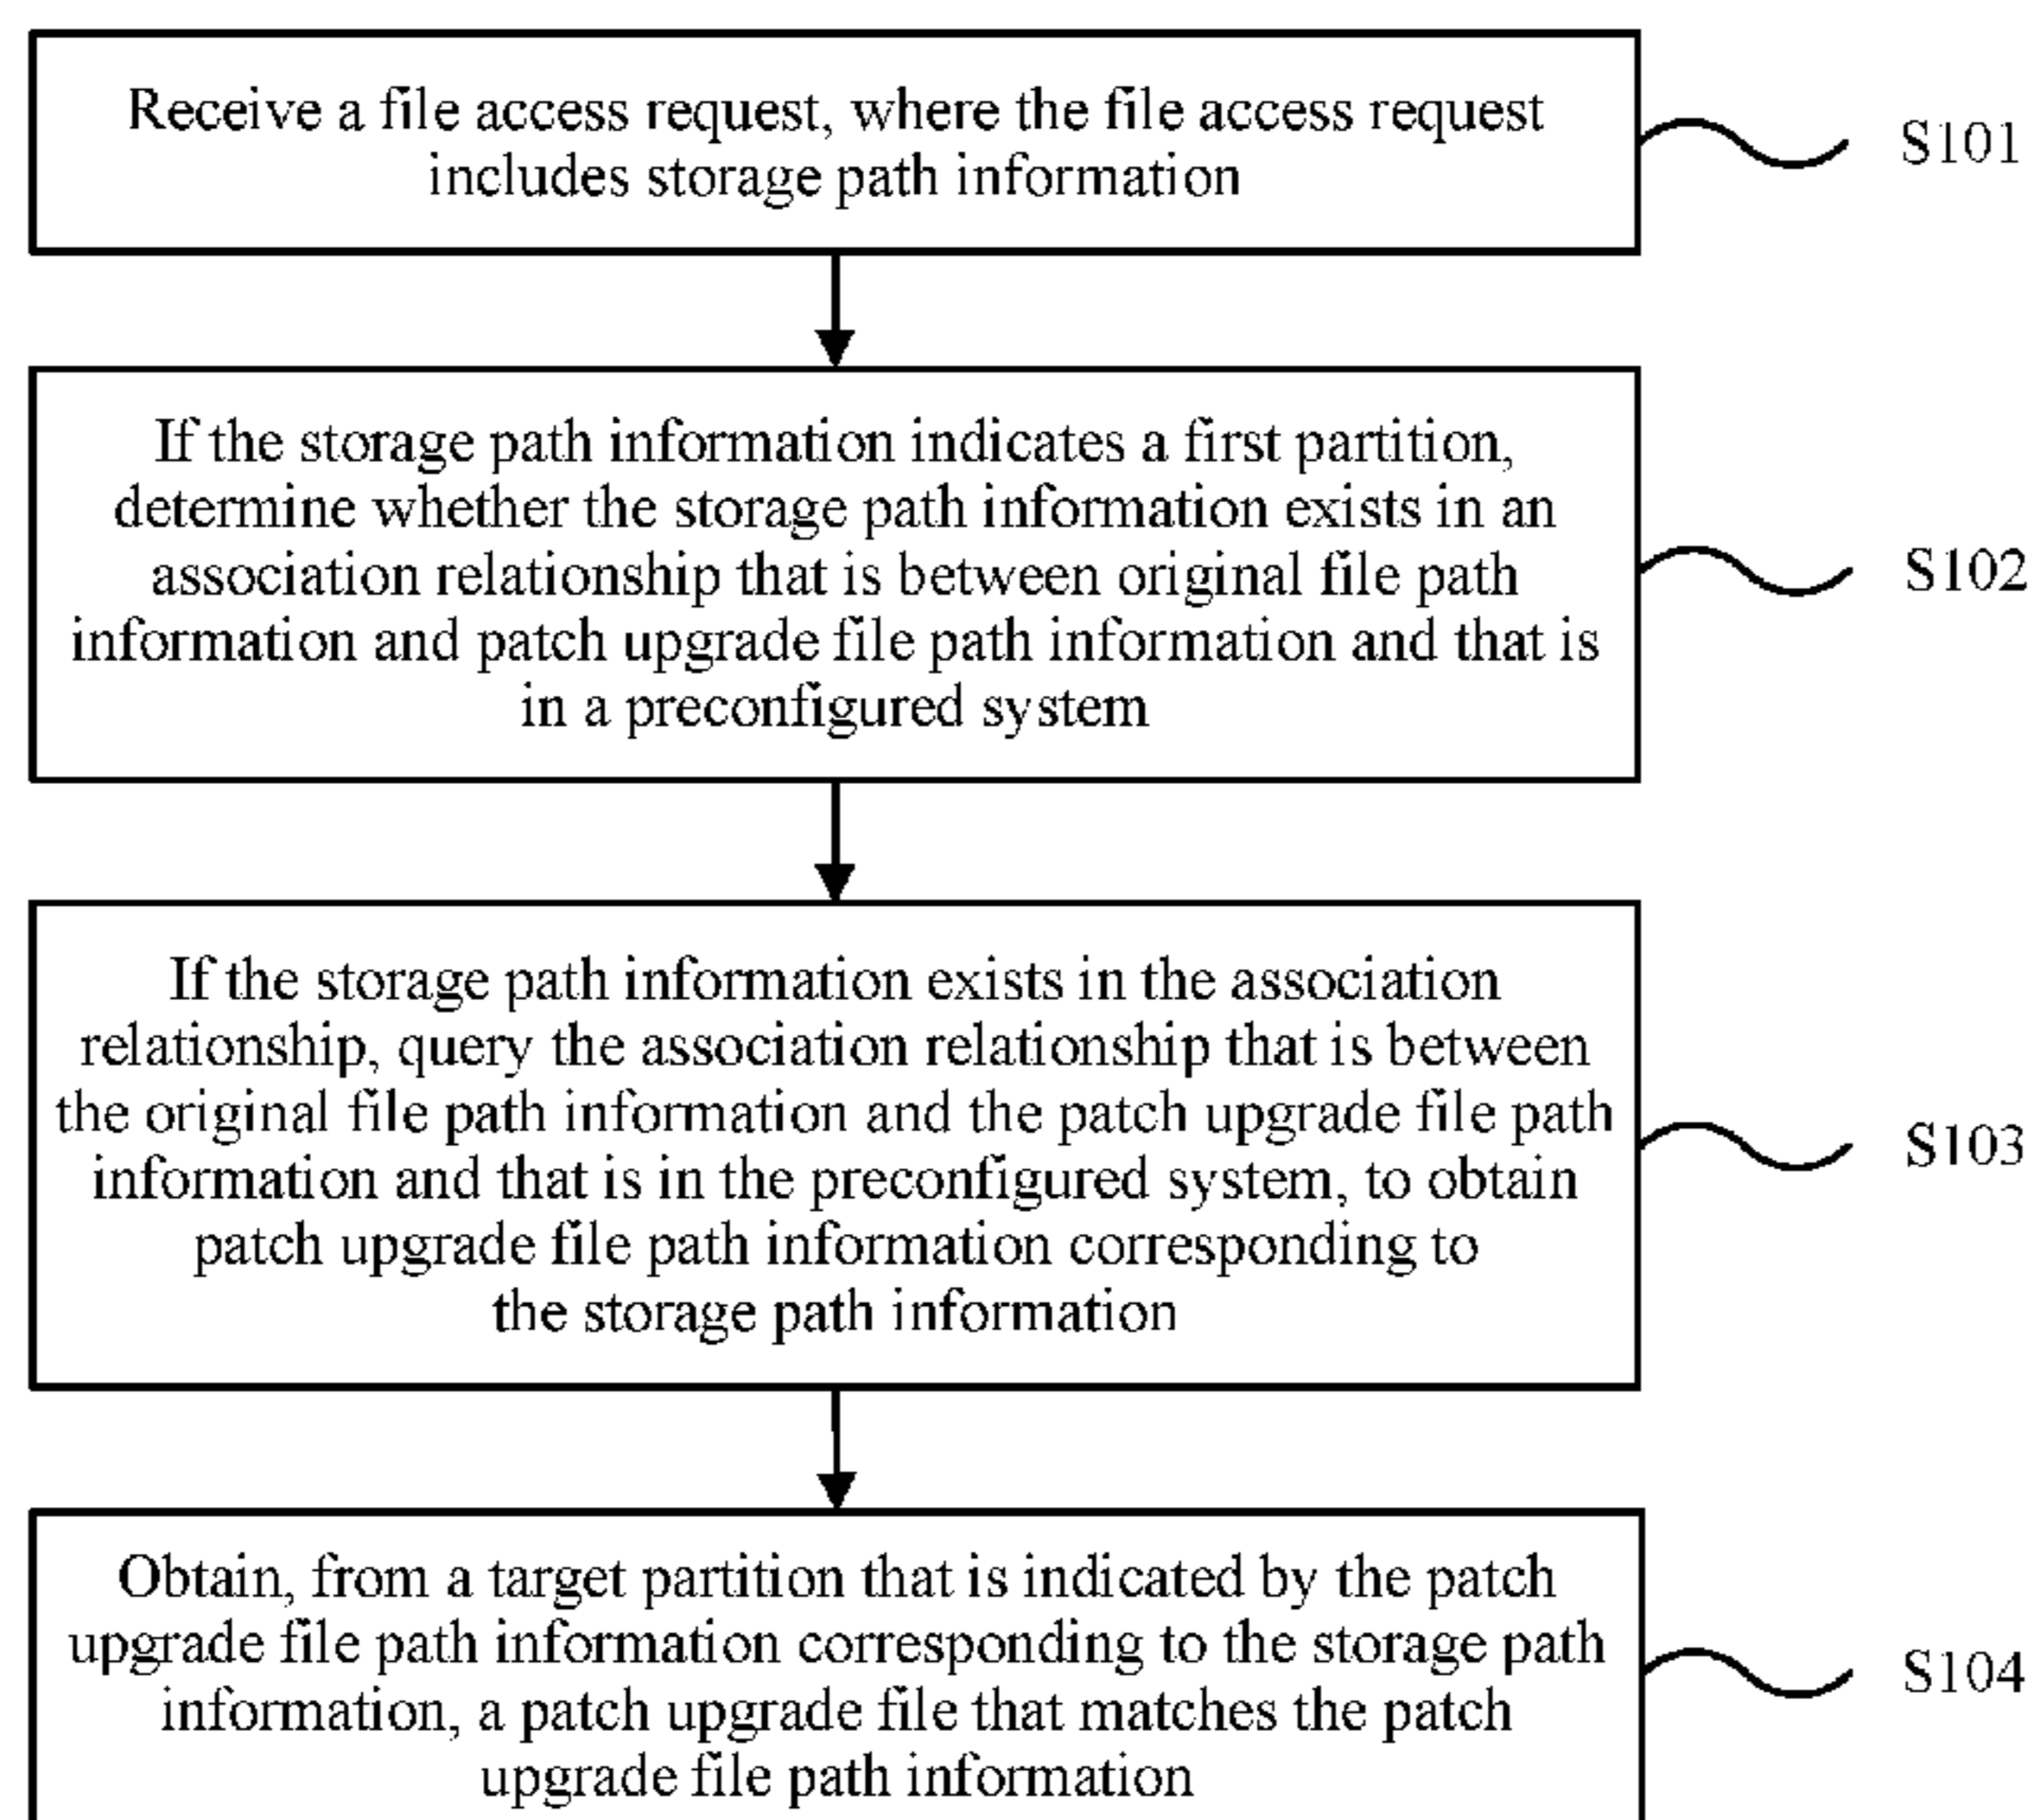 Receive a file access request, where the file access request
includes storage path information
S101
If the storage path information indicates a first partition,
determine whether the storage path information exists in an
association relationship that is between original file path
information and patch upgrade file path information and that is
in a preconfigured system
S102
If the storage path information exists in the association
relationship, query the association relationship that is between
the original file path information and the patch upgrade file path
information and that is in the preconfigured system, to obtain
patch upgrade file path information corresponding to
the storage path information
S103
Obtain, from a target partition that is indicated by the patch
upgrade file path information corresponding to the storage path
information, a patch upgrade file that matches the patch
upgrade file path information
S104